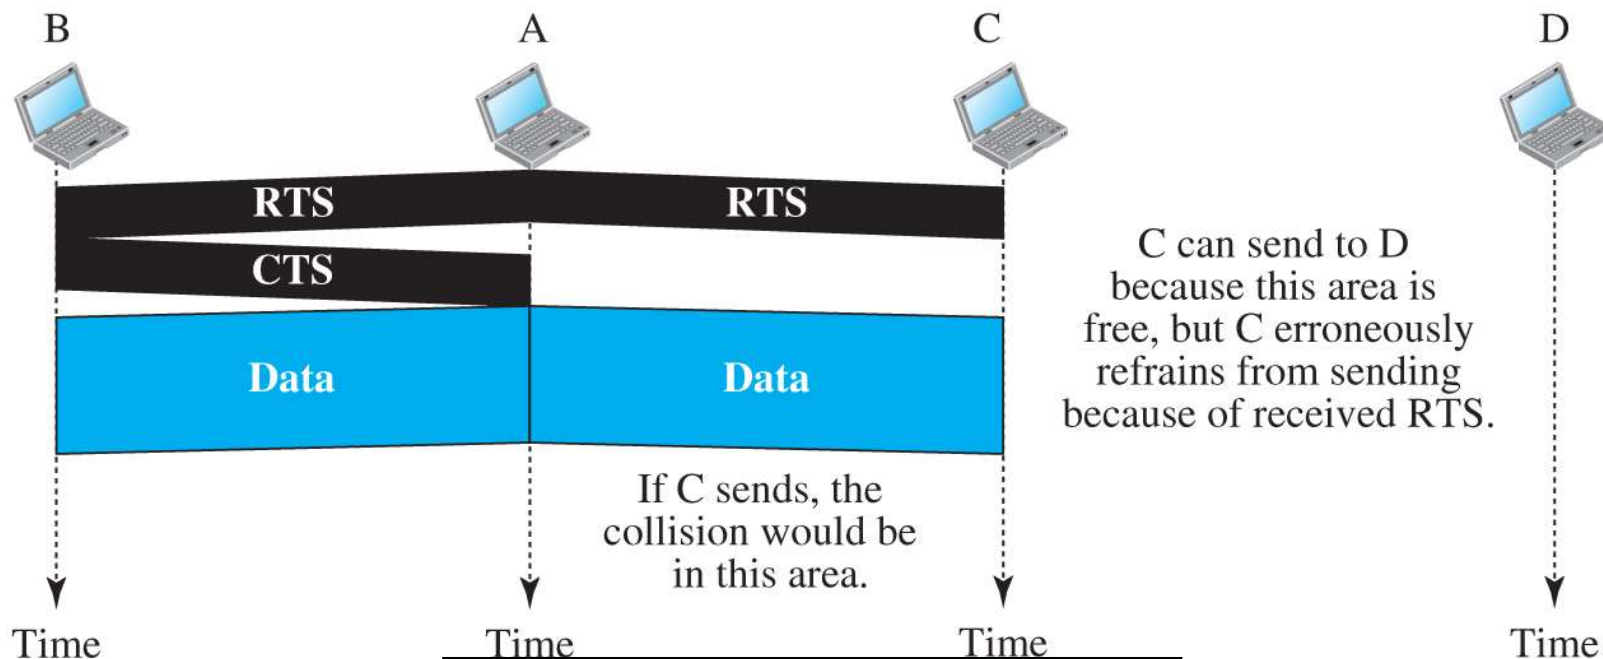 B
A
C
D
RTS
RTS
CTS
C can send to D
because this area is
free, but C erroneously
refrains from sending
because of received RTS.
Data
Data
If C sends, the
collision would be
in this area.
Time
Time
Time
Time